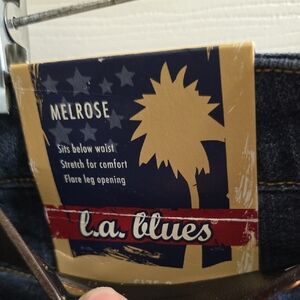 MELROSE
Sits below waist
Stretch for comfort
Flare leg opening
l.a. blues